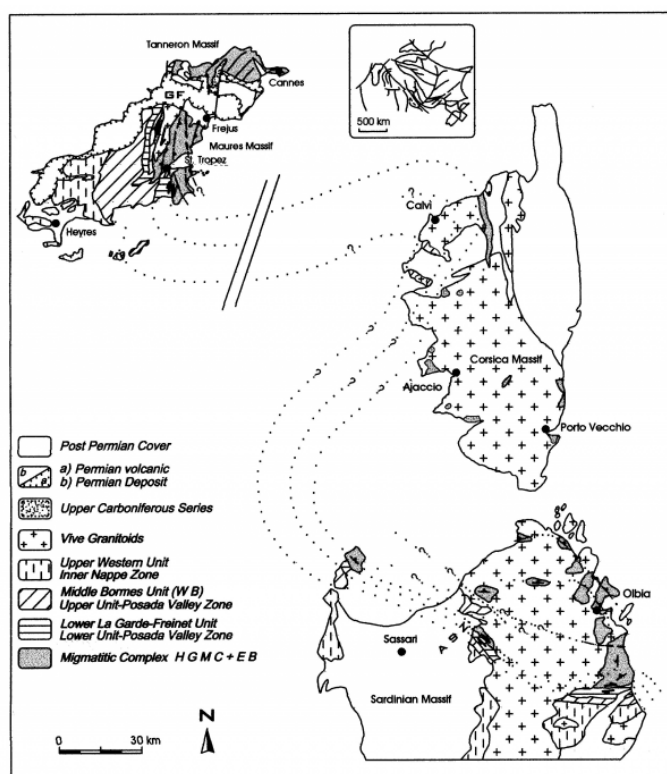 Tanneron Massif
Cannes
G F
Frejus
Maures Massif
St. Tropez
Heyres
500 km
?
?
Calvi
?
?
?
?
?
Corsica Massif
Ajaccio
Porto Vecchio
?
?
?
?
Olbia
Sassari
A S N
Sardinian Massif
Post Permian Cover
b
a
a) Permian volcanic
b) Permian Deposit
Upper Carboniferous Series
Vive Granitoids
Upper Western Unit
Inner Nappe Zone
Middle Bormes Unit (W B)
Upper Unit-Posada Valley Zone
Lower La Garde-Freinet Unit
Lower Unit-Posada Valley Zone
Migmatitic Complex H G M C + E B
N
0
30 km